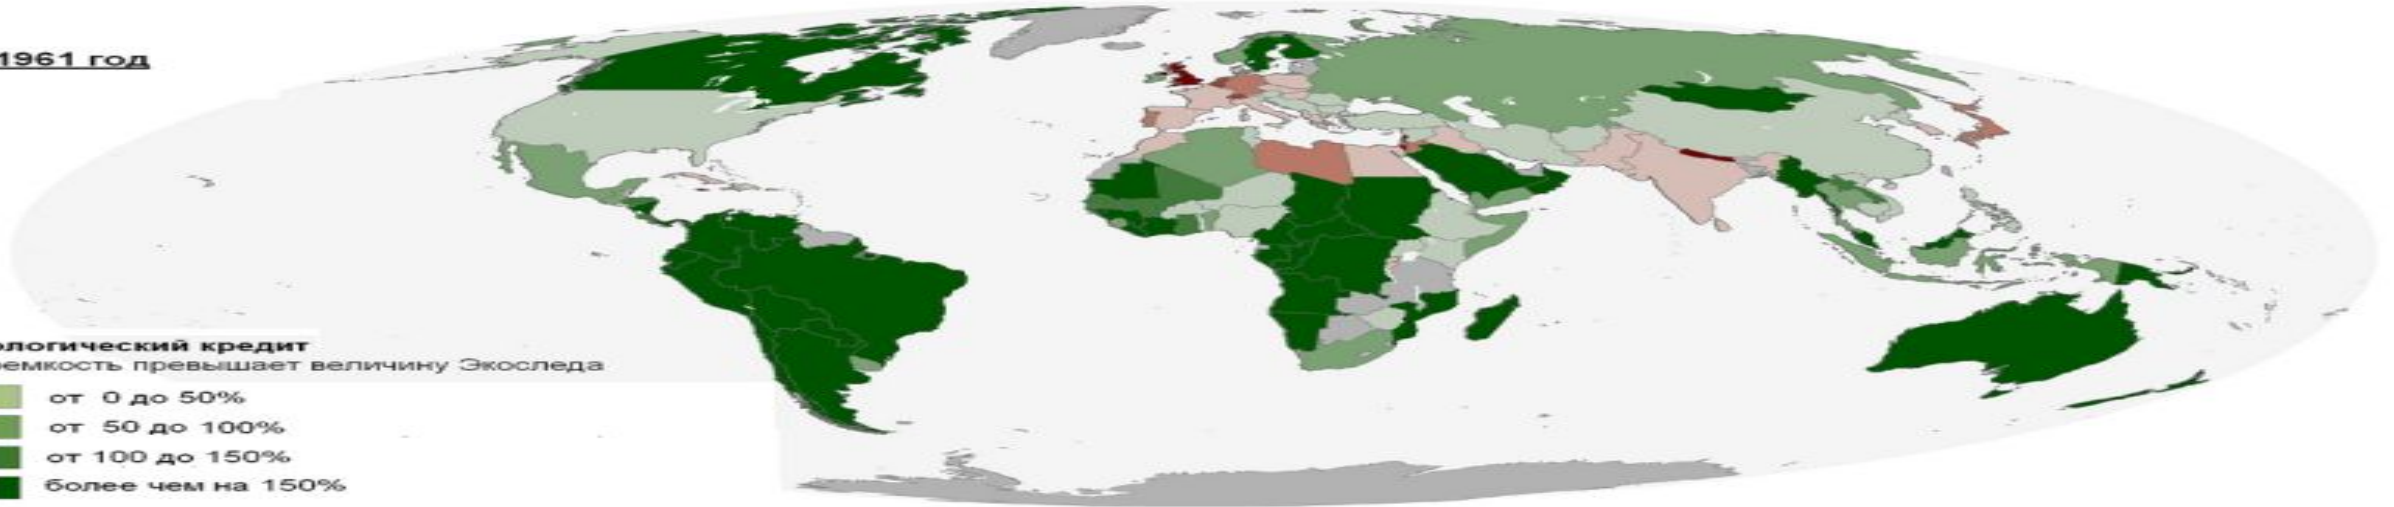 1961 год
ологический кредит
емкость превышает величину Экоследа
от 0 до 50%
от 50 до 100%
от 100 до 150%
более чем на 150%